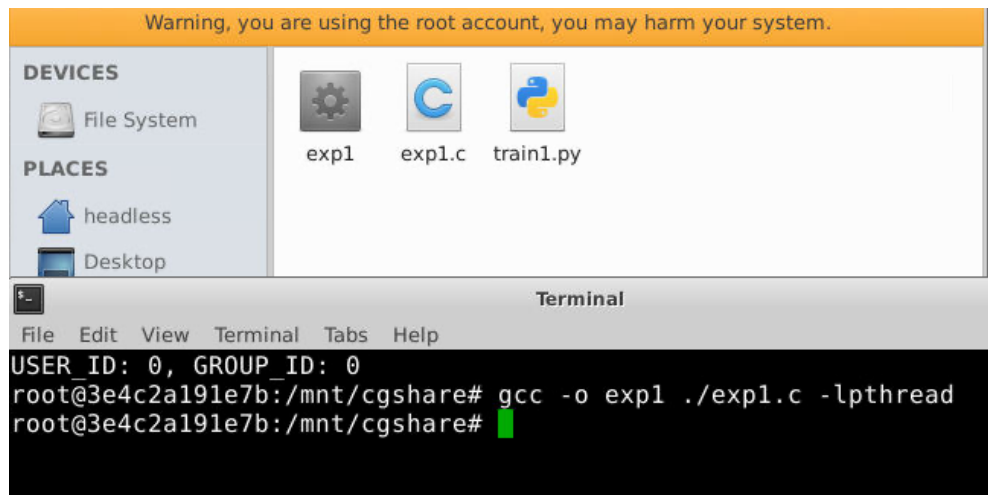 Warning, you are using the root account, you may harm your system.
DEVICES
File System
PLACES
headless
Desktop
exp1 exp1.c train1.py
Terminal
File Edit View Terminal Tabs Help
USER_ID: 0, GROUP_ID: 0
root@3e4c2a191e7b:/mnt/cgshare# gcc -o exp1 ./exp1.c -lpthread
root@3e4c2a191e7b:/mnt/cgshare#